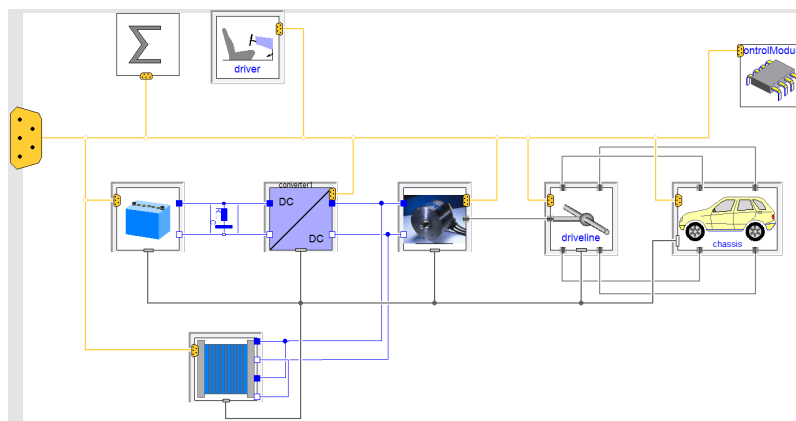 Σ
driver
ontrolModu
converter1
DC
DC
R
C
driveline
chassis